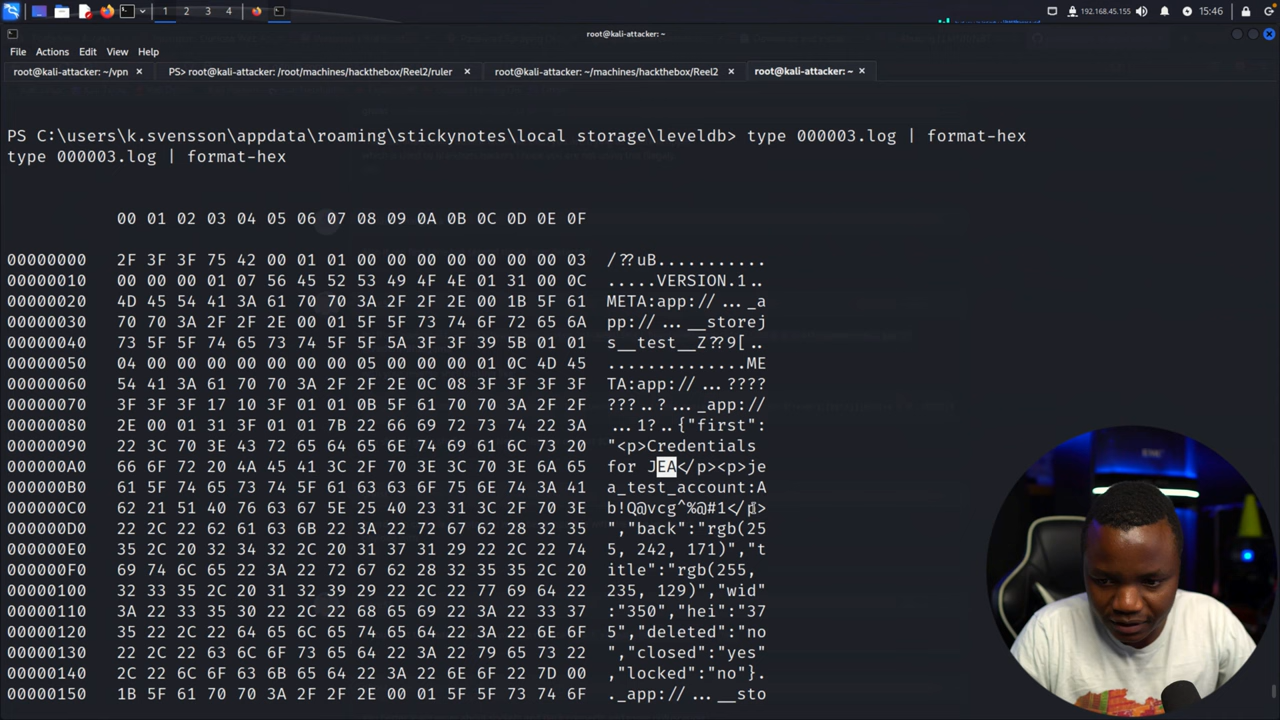 1 2 3 4 192.168.45.155 15:46
root@kali-attacker: ~
File Actions Edit View Help
root@kali-attacker: ~/vpn × PS> root@kali-attacker: /root/machines/hackthebox/Reel2/ruler × root@kali-attacker: ~/machines/hackthebox/Reel2 × root@kali-attacker: ~ ×
PS C:\users\k.svensson\appdata\roaming\stickynotes\local storage\leveldb> type 000003.log | format-hex
type 000003.log | format-hex
00 01 02 03 04 05 06 07 08 09 0A 0B 0C 0D 0E 0F
00000000 2F 3F 3F 75 42 00 01 01 00 00 00 00 00 00 00 03 /??uB...........
00000010 00 00 00 01 07 56 45 52 53 49 4F 4E 01 31 00 0C .....VERSION.1..
00000020 4D 45 54 41 3A 61 70 70 3A 2F 2F 2E 00 1B 5F 61 META:app://..._a
00000030 70 70 3A 2F 2F 2E 00 01 5F 5F 73 74 6F 72 65 6A pp://...__storej
00000040 73 5F 5F 74 65 73 74 5F 5F 5A 3F 3F 39 5B 01 01 s__test__Z??9[..
00000050 04 00 00 00 00 00 00 00 05 00 00 00 01 0C 4D 45 ..............ME
00000060 54 41 3A 61 70 70 3A 2F 2F 2E 0C 08 3F 3F 3F 3F TA:app://...????
00000070 3F 3F 3F 17 10 3F 01 01 0B 5F 61 70 70 3A 2F 2F ???..?..._app://
00000080 2E 00 01 31 3F 01 01 7B 22 66 69 72 73 74 22 3A ...1?..{"first":
00000090 22 3C 70 3E 43 72 65 64 65 6E 74 69 61 6C 73 20 "<p>Credentials
000000A0 66 6F 72 20 4A 45 41 3C 2F 70 3E 3C 70 3E 6A 65 for JEA</p><p>je
000000B0 61 5F 74 65 73 74 5F 61 63 63 6F 75 6E 74 3A 41 a_test_account:A
000000C0 62 21 51 40 76 63 67 5E 25 40 23 31 3C 2F 70 3E b!Q@vcg^%@#1</p>
000000D0 22 2C 22 62 61 63 6B 22 3A 22 72 67 62 28 32 35 ","back":"rgb(25
000000E0 35 2C 20 32 34 32 2C 20 31 37 31 29 22 2C 22 74 5, 242, 171)","t
000000F0 69 74 6C 65 22 3A 22 72 67 62 28 32 35 35 2C 20 itle":"rgb(255,
00000100 32 33 35 2C 20 31 32 39 29 22 2C 22 77 69 64 22 235, 129)","wid"
00000110 3A 22 33 35 30 22 2C 22 68 65 69 22 3A 22 33 37 :"350","hei":"37
00000120 35 22 2C 22 64 65 6C 65 74 65 64 22 3A 22 6E 6F 5","deleted":"no
00000130 22 2C 22 63 6C 6F 73 65 64 22 3A 22 79 65 73 22 ","closed":"yes"
00000140 2C 22 6C 6F 63 6B 65 64 22 3A 22 6E 6F 22 7D 00 ,"locked":"no"}.
00000150 1B 5F 61 70 70 3A 2F 2F 2E 00 01 5F 5F 73 74 6F ._app://...__sto